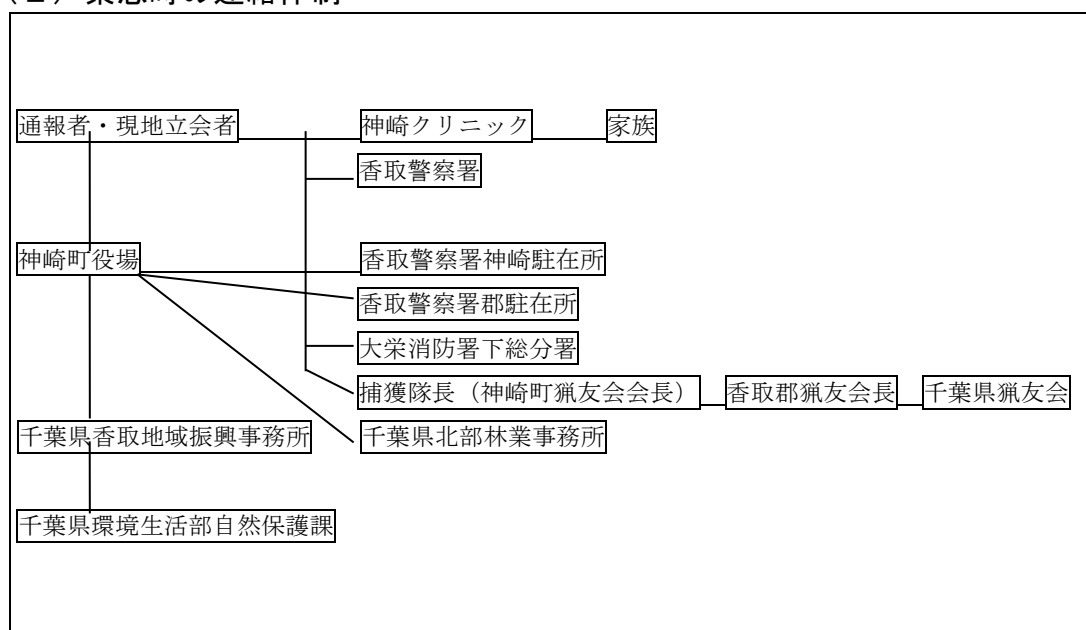 （２）緊急時の連絡体制
通報者・現地立会者 神崎クリニック 家族
香取警察署
神崎町役場 香取警察署神崎駐在所
香取警察署郡駐在所
大栄消防署下総分署
捕獲隊長（神崎町猟友会会長） 香取郡猟友会長 千葉県猟友会
千葉県香取地域振興事務所 千葉県北部林業事務所
千葉県環境生活部自然保護課